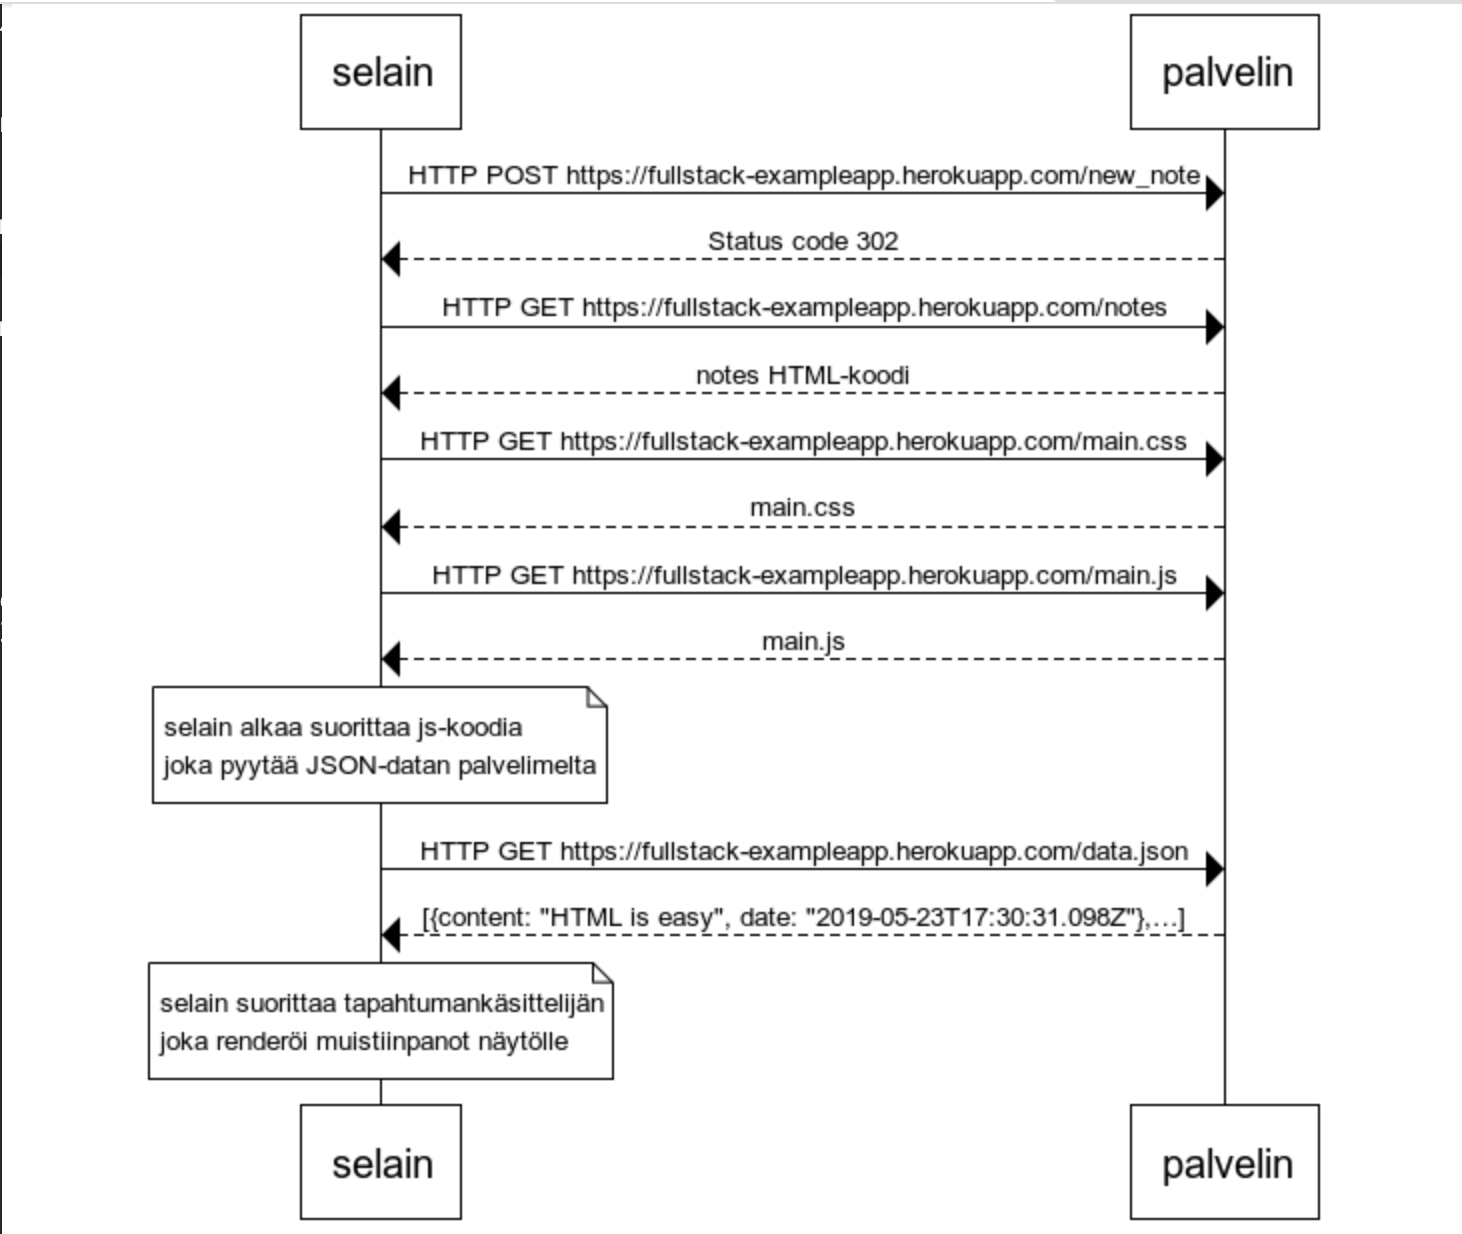 selain
palvelin
HTTP POST https://fullstack-exampleapp.herokuapp.com/new_note
Status code 302
HTTP GET https://fullstack-exampleapp.herokuapp.com/notes
notes HTML-koodi
HTTP GET https://fullstack-exampleapp.herokuapp.com/main.css
main.css
HTTP GET https://fullstack-exampleapp.herokuapp.com/main.js
main.js
selain alkaa suorittaa js-koodia
joka pyytää JSON-datan palvelimelta
HTTP GET https://fullstack-exampleapp.herokuapp.com/data.json
[{content: "HTML is easy", date: "2019-05-23T17:30:31.098Z"},...]
selain suorittaa tapahtumankäsittelijän
joka renderöi muistiinpanot näytölle
selain
palvelin